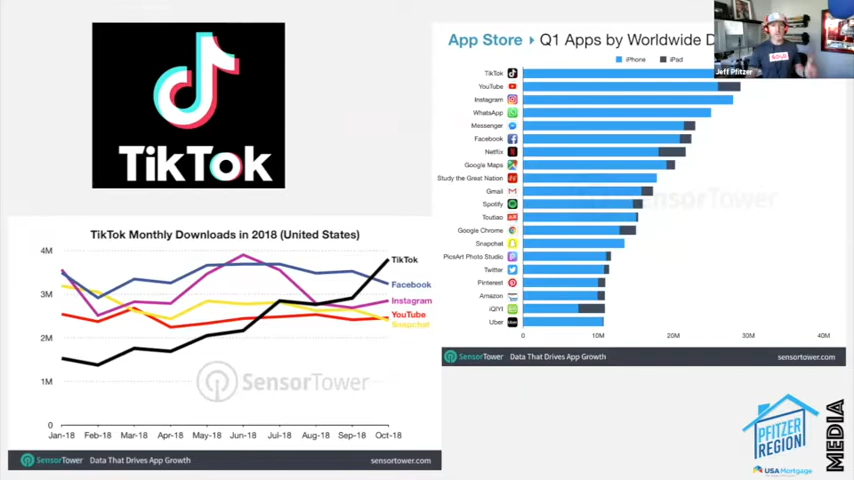 TikTok
TikTok Monthly Downloads in 2018 (United States)
4M
3M
2M
1M
0
Jan-18 Feb-18 Mar-18 Apr-18 May-18 Jun-18 Jul-18 Aug-18 Sep-18 Oct-18
TikTok
Facebook
Instagram
YouTube
Snapchat
SensorTower
SensorTower Data That Drives App Growth sensortower.com
App Store Q1 Apps by Worldwide
iPhone iPad
TikTok
YouTube
Instagram
WhatsApp
Messenger
Facebook
Netflix
Google Maps
Study the Great Nation
Gmail
Spotify
Toutiao
Google Chrome
Snapchat
PicsArt Photo Studio
Twitter
Pinterest
Amazon
iQIYI
Uber
0 10M 20M 30M 40M
SensorTower
SensorTower Data That Drives App Growth sensortower.com
Jeff Pfitzer
PFITZER
REGION
MEDIA
USA Mortgage